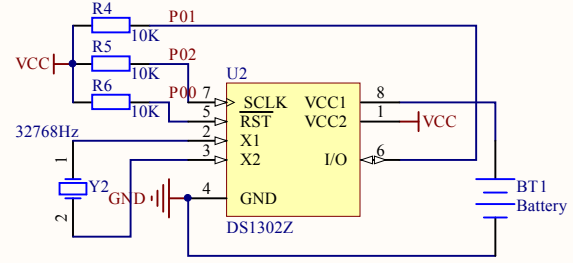 R4 P01
10K
R5 P02
VCC 10K
R6 P00
10K
U2
7 SCLK VCC1 8
5 RST VCC2 1 VCC
32768Hz 2 X1
3 X2 I/O 6
1
Y2
2
GND 4 GND
DS1302Z
BT1
Battery